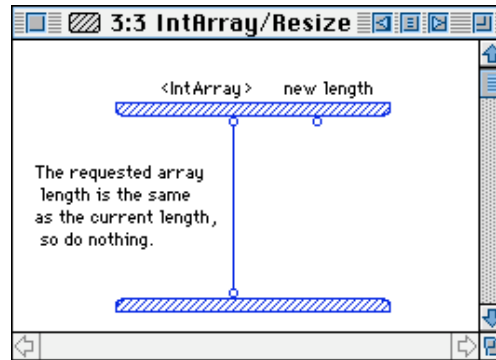 3:3 IntArray/Resize
<IntArray> new length
The requested array
length is the same
as the current length,
so do nothing.